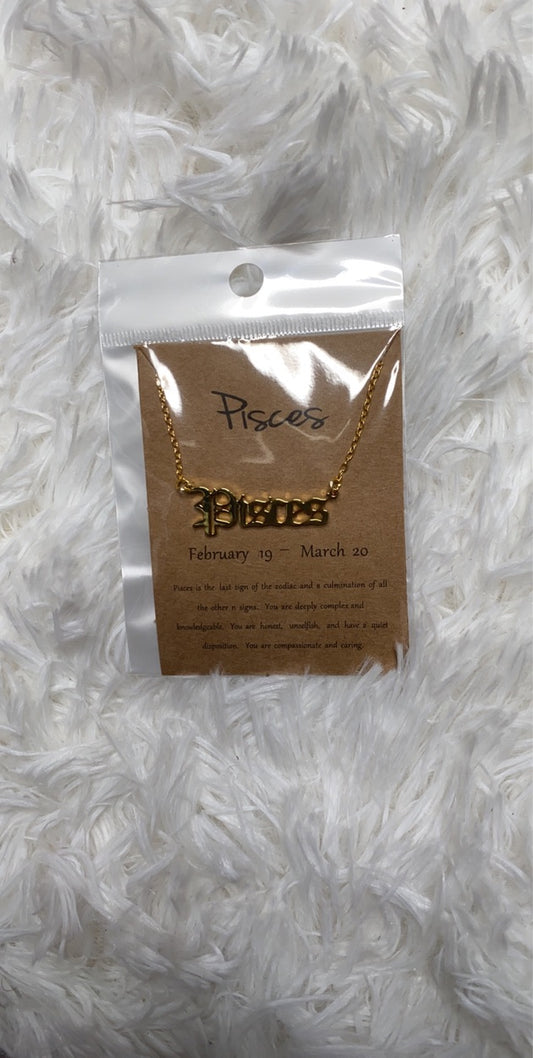 Pisces
Pisces
February 19 – March 20
Pisces is the last sign of the zodiac and a culmination of all
the other n signs. You are deeply complex and
knowledgeable. You are honest, unselfish, and have a quiet
disposition. You are compassionate and caring.